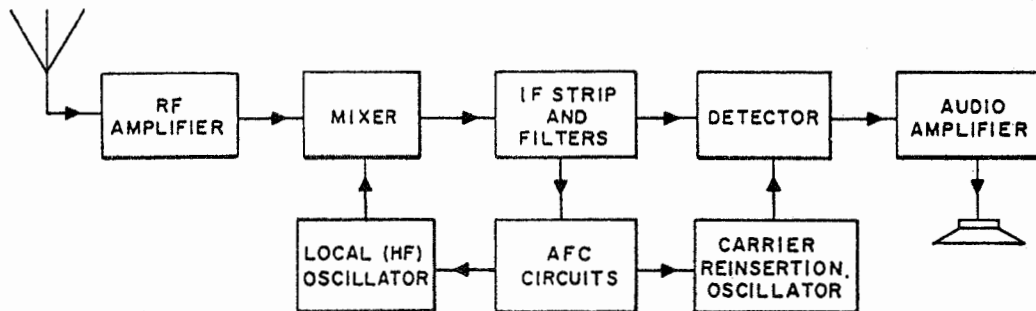 RF
AMPLIFIER
MIXER
IF STRIP
AND
FILTERS
DETECTOR
AUDIO
AMPLIFIER
LOCAL (HF)
OSCILLATOR
AFC
CIRCUITS
CARRIER
REINSERTION.
OSCILLATOR